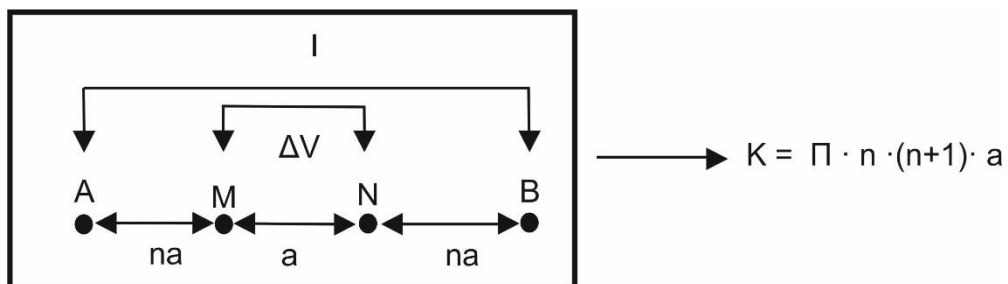 I
ΔV
A M N B
na a na
K = Π · n ·(n+1)· a